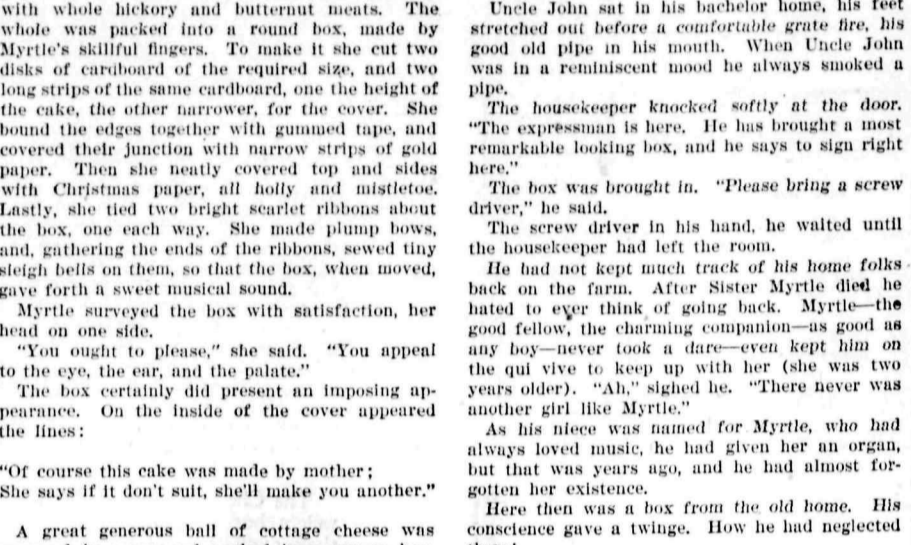 with whole hickory and butternut meats. The
whole was packed into a round box, made by
Myrtle's skillful fingers. To make it she cut two
disks of cardboard of the required size, and two
long strips of the same cardboard, one the height of
the cake, the other narrower, for the cover. She
bound the edges together with gummed tape, and
covered their junction with narrow strips of gold
paper. Then she neatly covered top and sides
with Christmas paper, all holly and mistletoe.
Lastly, she tied two bright scarlet ribbons about
the box, one each way. She made plump bows,
and, gathering the ends of the ribbons, sewed tiny
sleigh bells on them, so that the box, when moved,
gave forth a sweet musical sound.
Myrtle surveyed the box with satisfaction, her
head on one side.
"You ought to please," she said. "You appeal
to the eye, the ear, and the palate."
The box certainly did present an imposing ap-
pearance. On the inside of the cover appeared
the lines:
"Of course this cake was made by mother;
She says if it don't suit, she'll make you another."
A great generous ball of cottage cheese was
Uncle John sat in his bachelor home, his feet
stretched out before a comfortable grate fire, his
good old pipe in his mouth. When Uncle John
was in a reminiscent mood he always smoked a
pipe.
The housekeeper knocked softly at the door.
"The expressman is here. He has brought a most
remarkable looking box, and he says to sign right
here."
The box was brought in. "Please bring a screw
driver," he said.
The screw driver in his hand, he waited until
the housekeeper had left the room.
He had not kept much track of his home folks
back on the farm. After Sister Myrtle died he
hated to ever think of going back. Myrtle—the
good fellow, the charming companion—as good as
any boy—never took a dare—even kept him on
the qui vive to keep up with her (she was two
years older). "Ah," sighed he. "There never was
another girl like Myrtle."
As his niece was named for Myrtle, who had
always loved music, he had given her an organ,
but that was years ago, and he had almost for-
gotten her existence.
Here then was a box from the old home. His
conscience gave a twinge. How he had neglected